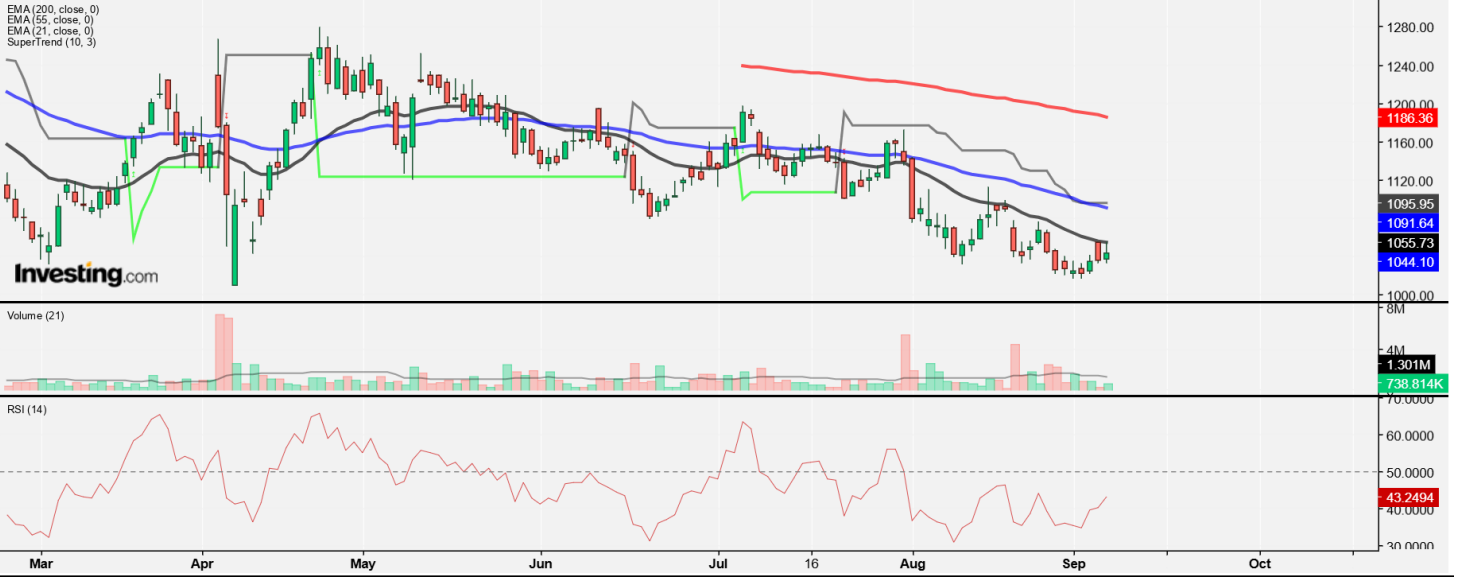 EMA (200, close, 0)
EMA (55, close, 0)
EMA (21, close, 0)
SuperTrend (10, 3)
1280.00
1240.00
1200.00
1186.36
1160.00
1120.00
1095.95
1091.64
1055.73
1044.10
1000.00
Investing.com
Volume (21)
8M
4M
1.301M
738.814K
RSI (14)
70.0000
60.0000
50.0000
43.2494
40.0000
30.0000
Mar Apr May Jun Jul 16 Aug Sep Oct